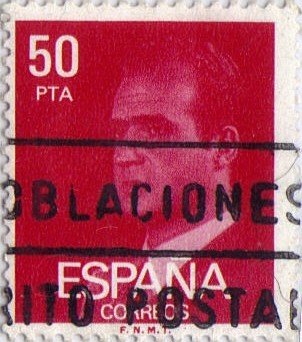 50
PTA
OBLACIONES
ESPAÑA
RITO POSTAL
CORREOS
F.N.M.T.